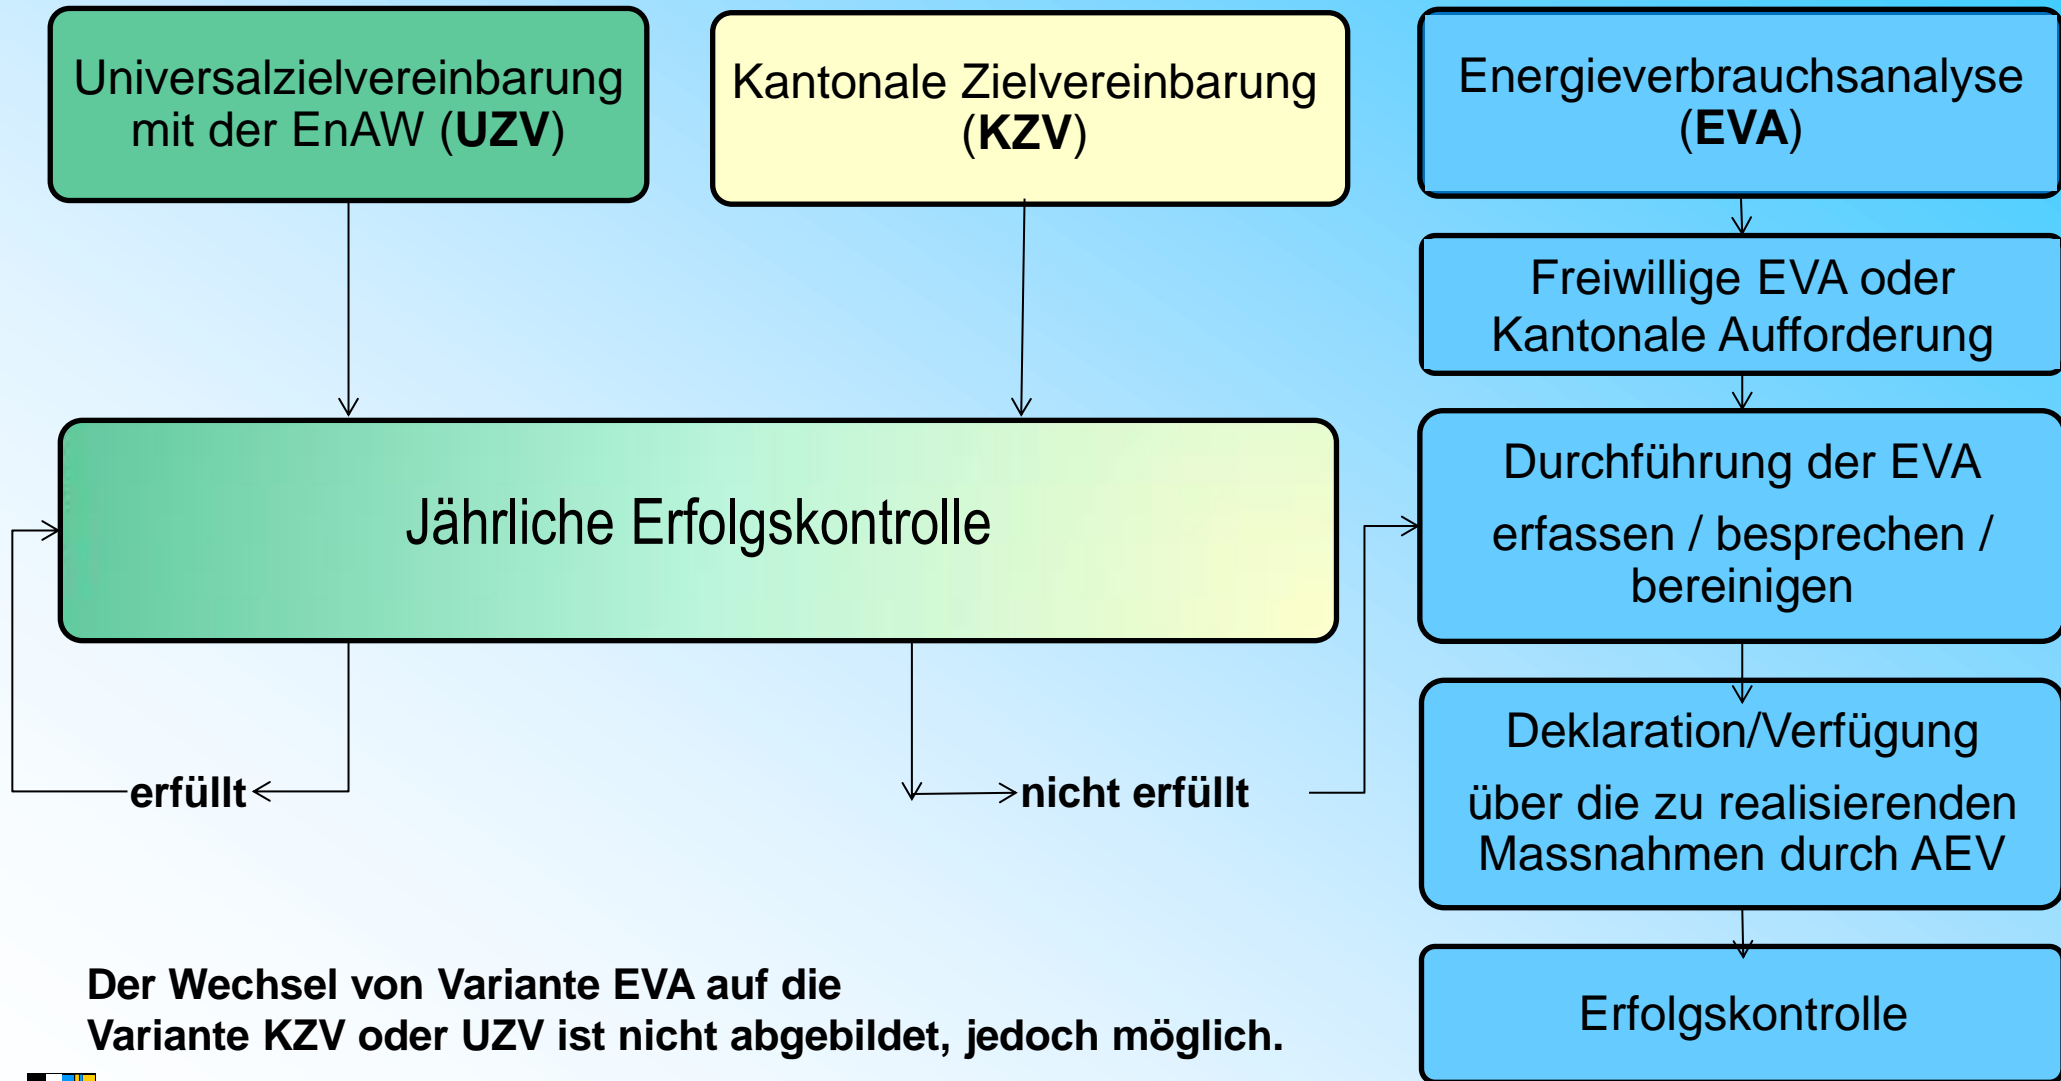 Universalzielvereinbarung
mit der EnAW (UZV)
Kantonale Zielvereinbarung
(KZV)
Energieverbrauchsanalyse
(EVA)
Freiwillige EVA oder
Kantonale Aufforderung
Jährliche Erfolgskontrolle
Durchführung der EVA
erfassen / besprechen /
bereinigen
erfüllt
nicht erfüllt
Deklaration/Verfügung
über die zu realisierenden
Massnahmen durch AEV
Der Wechsel von Variante EVA auf die
Variante KZV oder UZV ist nicht abgebildet, jedoch möglich.
Erfolgskontrolle